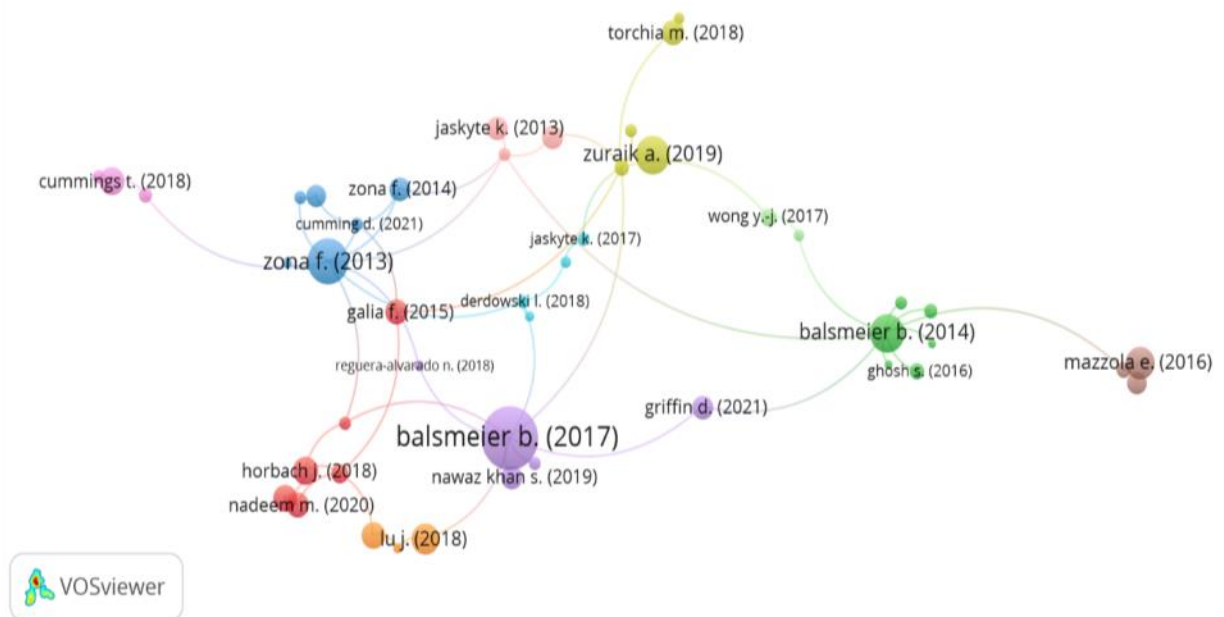 torchia m. (2018)
jaskyte k. (2013)
zuraik a. (2019)
cummings t. (2018)
zona f. (2014)
wong y.-j. (2017)
cumming d. (2021)
jaskyte k. (2017)
zona f. (2013)
derdowski l. (2018)
galia f. (2015)
balsmeier b. (2014)
reguera-alvarado n. (2018)
ghosh s. (2016)
mazzola e. (2016)
griffin d. (2021)
balsmeier b. (2017)
horbach j. (2018)
nawaz khan s. (2019)
nadeem m. (2020)
lu j. (2018)
VOSviewer